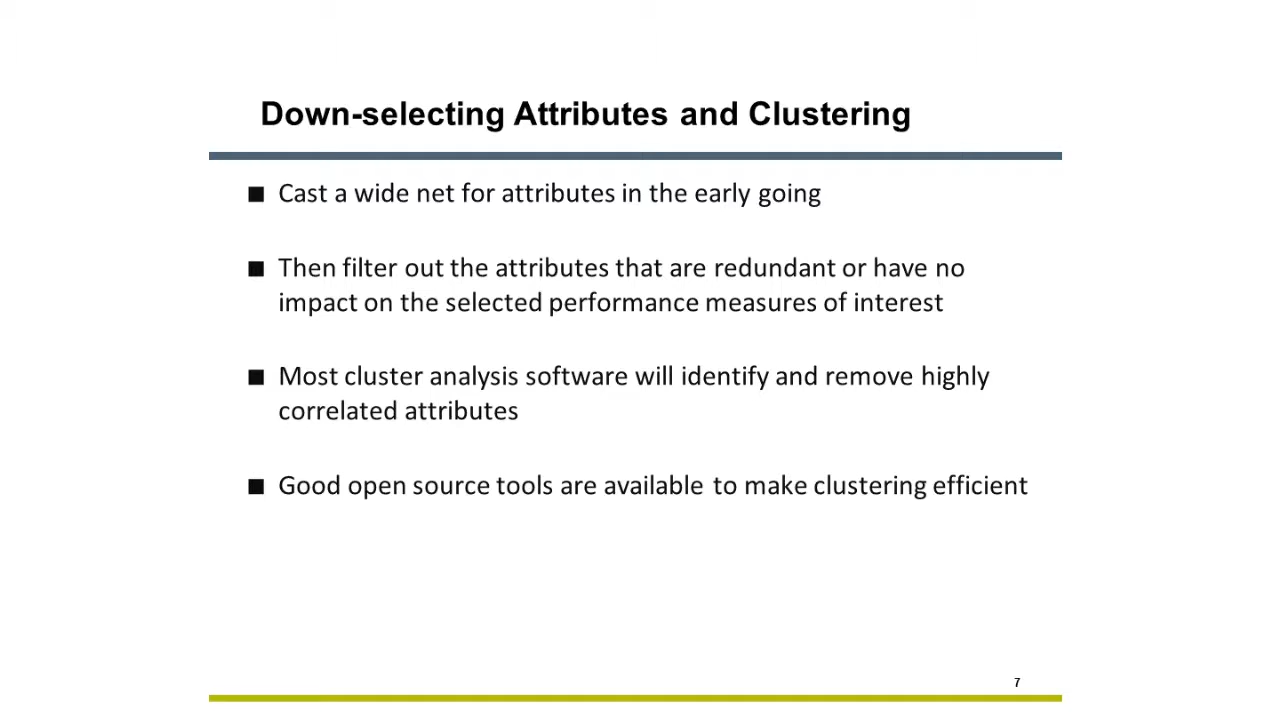 Down-selecting Attributes and Clustering
■ Cast a wide net for attributes in the early going
■ Then filter out the attributes that are redundant or have no
impact on the selected performance measures of interest
■ Most cluster analysis software will identify and remove highly
correlated attributes
■ Good open source tools are available to make clustering efficient
7